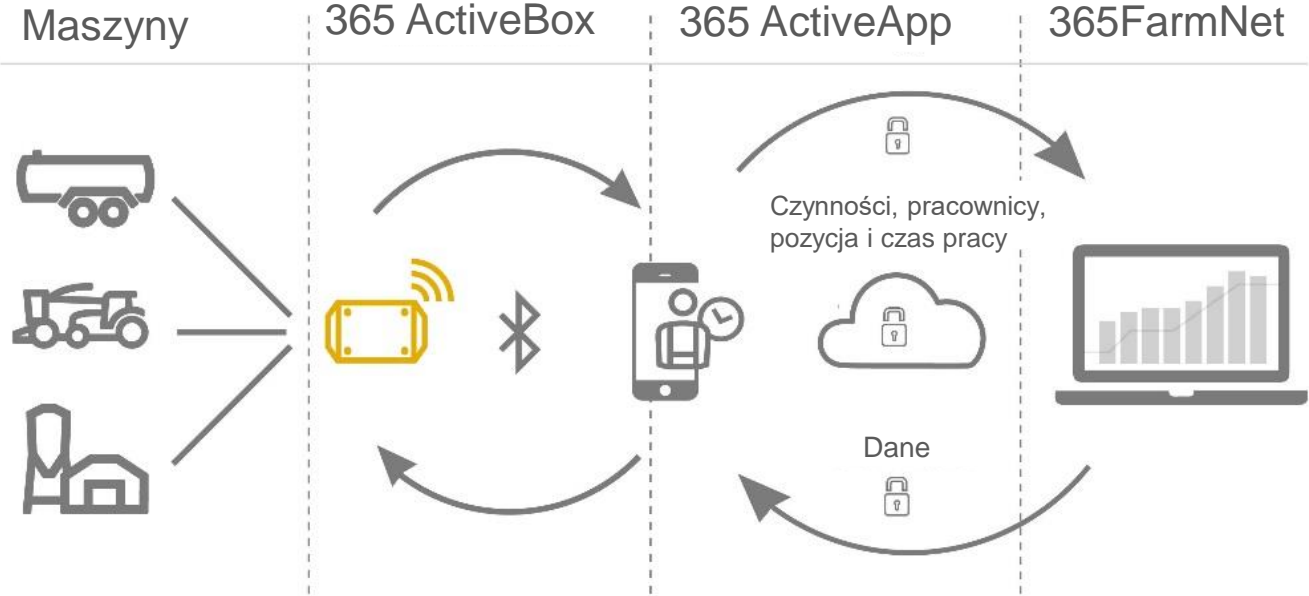 Maszyny
365 ActiveBox
365 ActiveApp
365FarmNet
Czynności, pracownicy,
pozycja i czas pracy
Dane